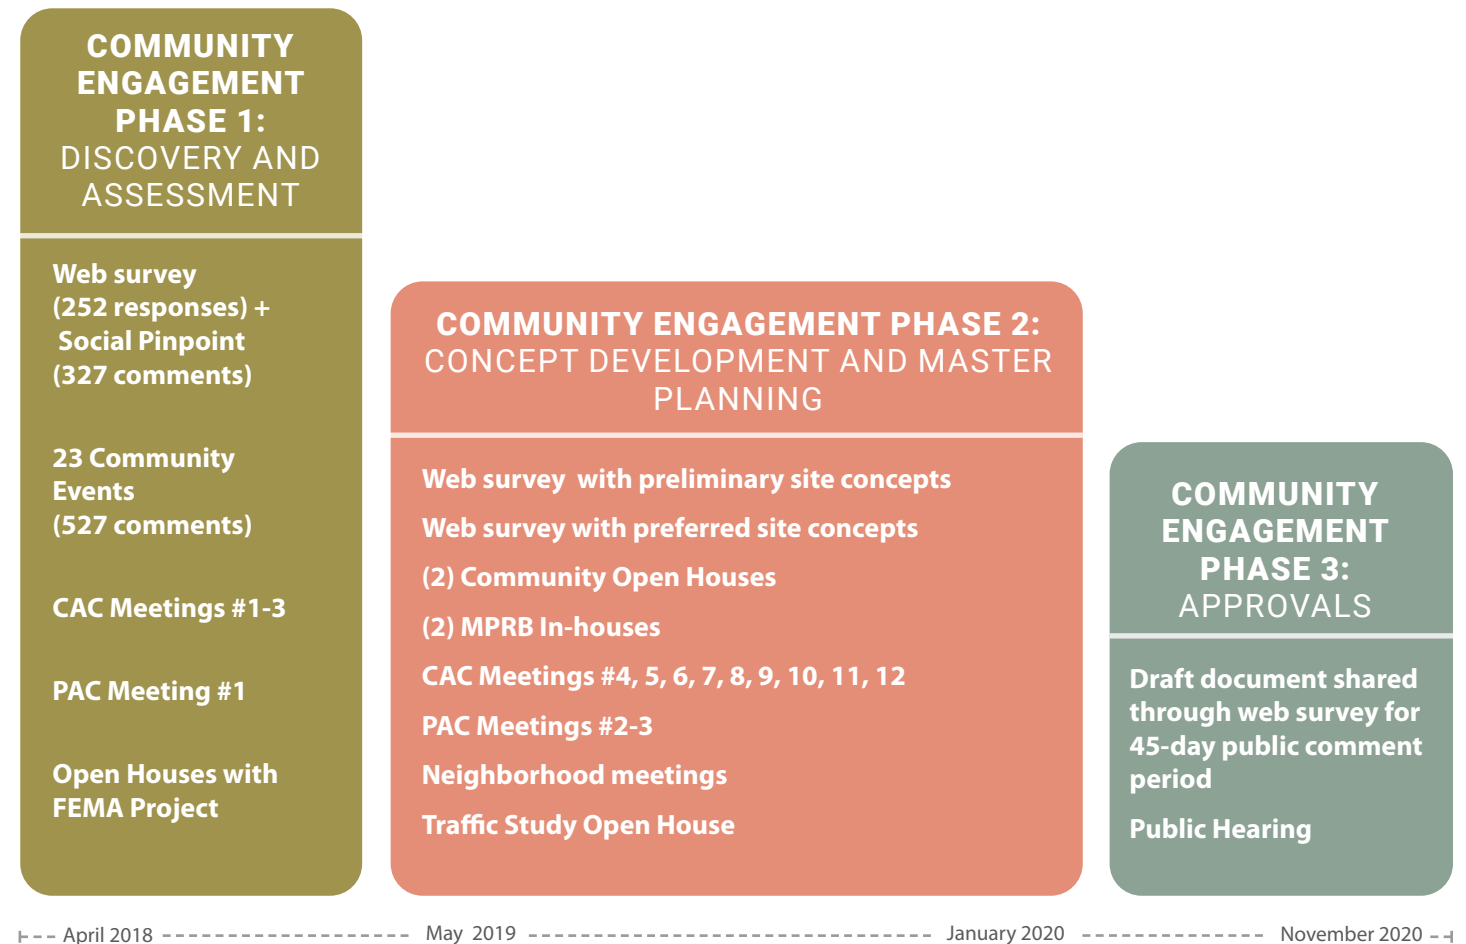 COMMUNITY
ENGAGEMENT
PHASE 1:
DISCOVERY AND
ASSESSMENT
Web survey
(252 responses) +
Social Pinpoint
(327 comments)
23 Community
Events
(527 comments)
CAC Meetings #1-3
PAC Meeting #1
Open Houses with
FEMA Project
COMMUNITY ENGAGEMENT PHASE 2:
CONCEPT DEVELOPMENT AND MASTER
PLANNING
Web survey with preliminary site concepts
Web survey with preferred site concepts
(2) Community Open Houses
(2) MPRB In-houses
CAC Meetings #4, 5, 6, 7, 8, 9, 10, 11, 12
PAC Meetings #2-3
Neighborhood meetings
Traffic Study Open House
COMMUNITY
ENGAGEMENT
PHASE 3:
APPROVALS
Draft document shared
through web survey for
45-day public comment
period
Public Hearing
April 2018 May 2019 January 2020 November 2020